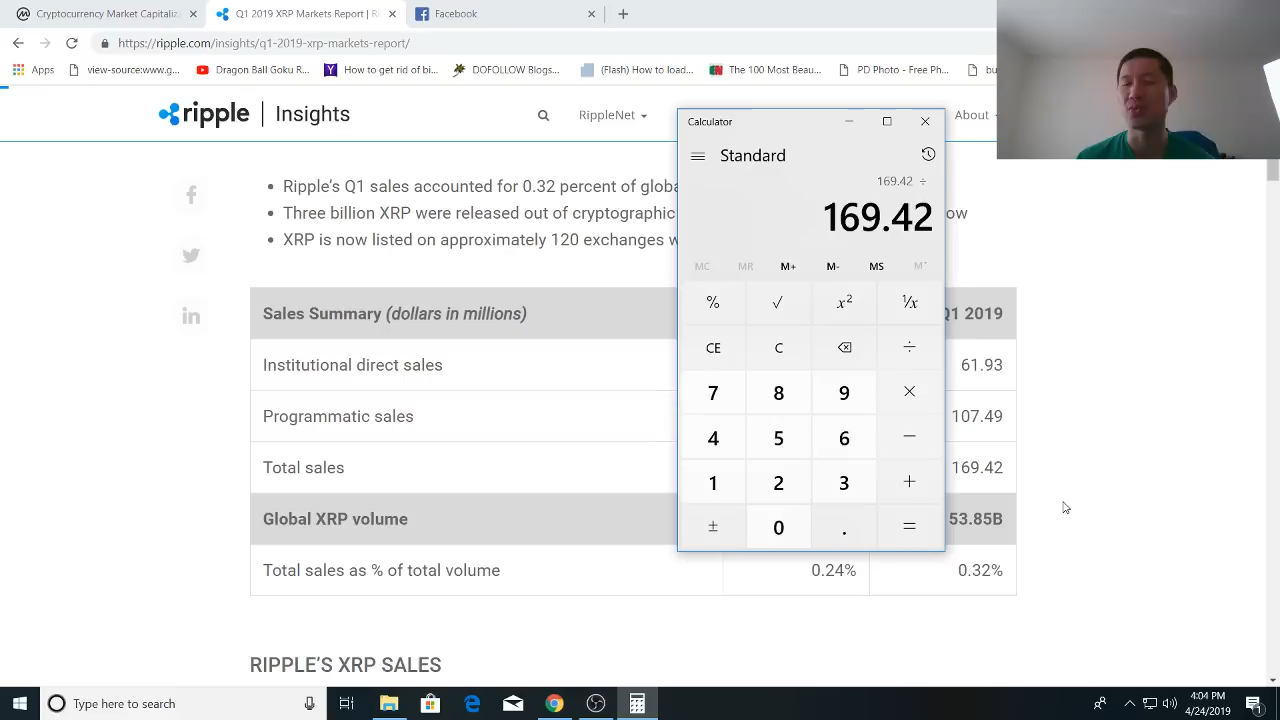 Cryptocurrency Market Capitaliz
Q1 2019 XRP Markets Report | Ri
Facebook
https://ripple.com/insights/q1-2019-xrp-markets-report/
Apps
view-source:www.g...
Dragon Ball Goku I
How to get rid of bi...
DOFOLLOW Blogs...
(Flash) How to load...
The 100 Most Beau...
PD Photo - Free Ph...
bu
ripple | Insights
RippleNet
About
Ripple’s Q1 sales accounted for 0.32 percent of globa
Three billion XRP were released out of cryptographic
ow
XRP is now listed on approximately 120 exchanges w
Sales Summary (dollars in millions)
Q1 2019
Institutional direct sales
61.93
Programmatic sales
107.49
Total sales
169.42
Global XRP volume
53.85B
Total sales as % of total volume
0.24%
0.32%
RIPPLE’S XRP SALES
Calculator
Standard
169.42 ÷
169.42
MC MR M+ M- MS
% √ x² ¹/x
CE C ÷
7 8 9 ×
4 5 6 −
1 2 3 +
± 0 . =
Type here to search
4:04 PM
4/24/2019
1